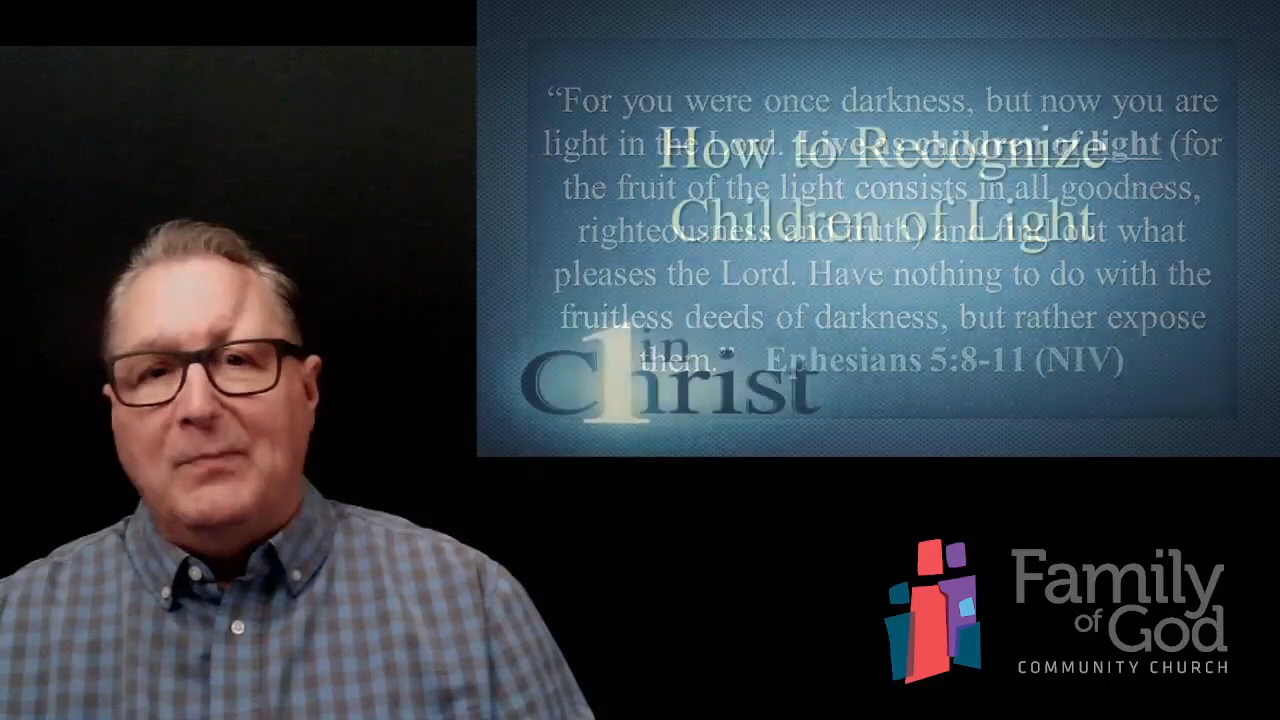 “For you were once darkness, but now you are
light in the Lord. Live as children of light (for
the fruit of the light consists in all goodness,
righteousness and truth) and find out what
pleases the Lord. Have nothing to do with the
fruitless deeds of darkness, but rather expose
them.” Ephesians 5:8-11 (NIV)
How to Recognize
Children of Light
1 in
Christ
Family
of God
COMMUNITY CHURCH